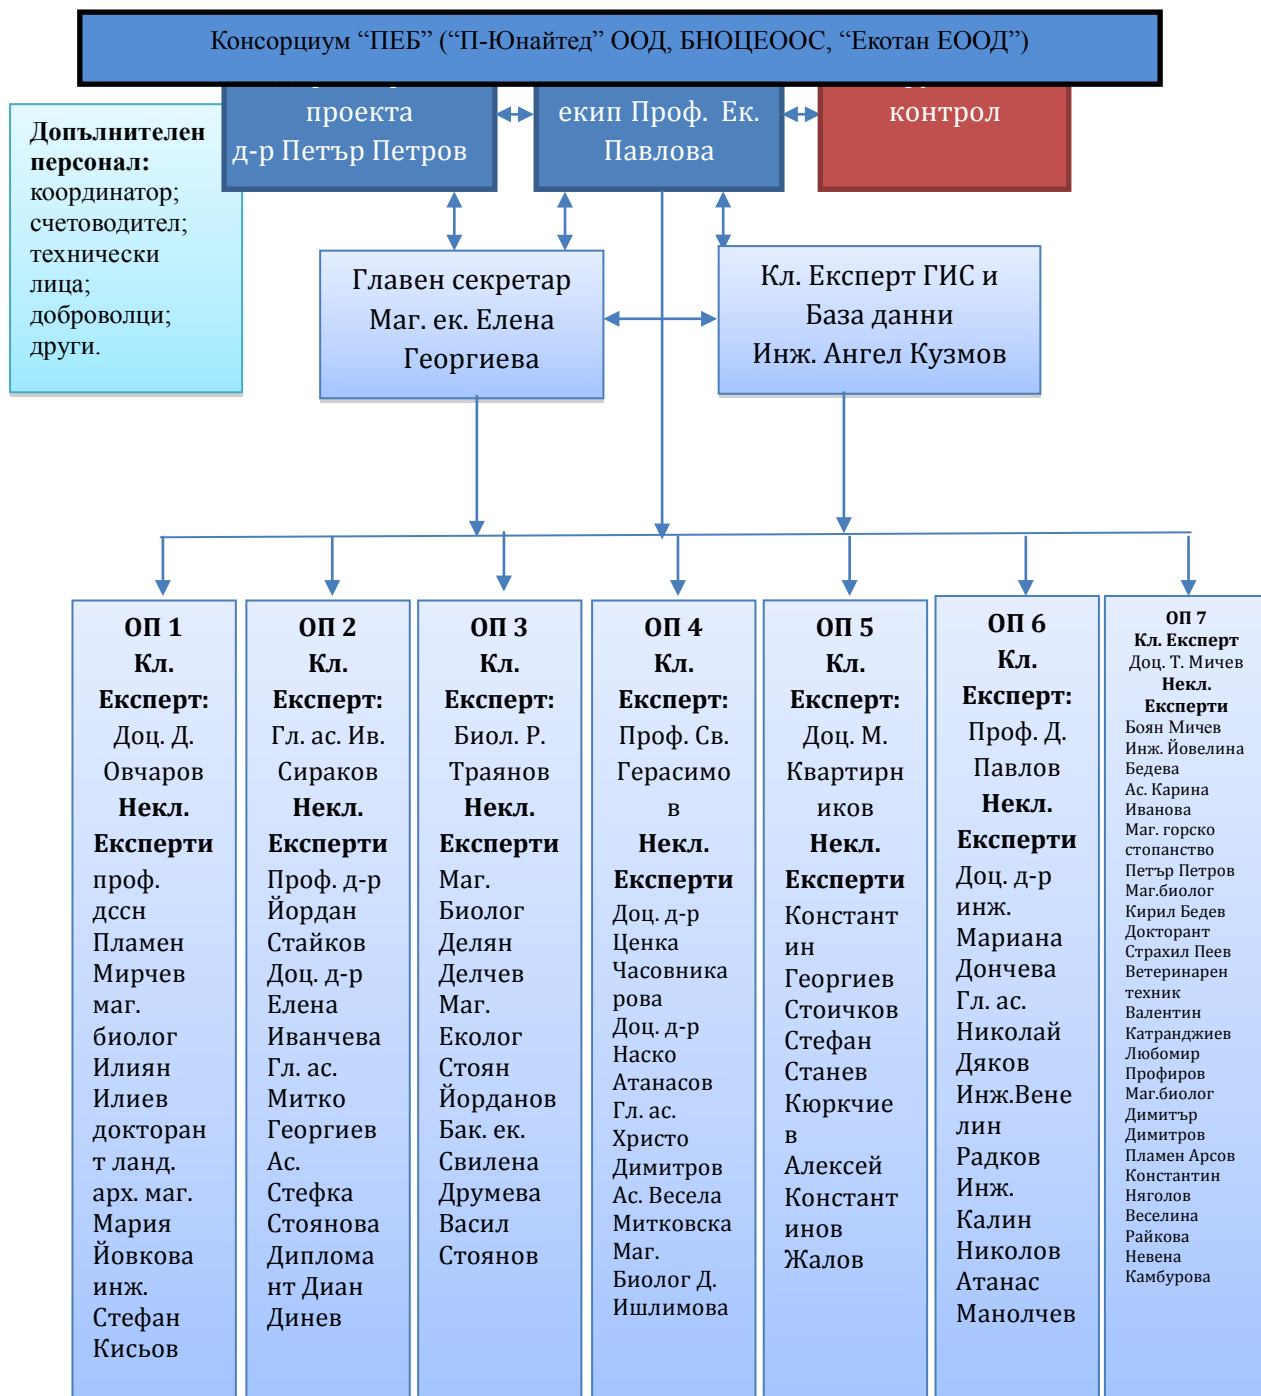 Консорциум “ПЕБ” (“П-Юнайтед” ООД, БНОЦЕООС, “Екотан ЕООД”)
проекта
д-р Петър Петров
екип Проф. Ек.
Павлова
контрол
Допълнителен
персонал:
координатор;
счетоводител;
технически
лица;
доброволци;
други.
Главен секретар
Маг. ек. Елена
Георгиева
Кл. Експерт ГИС и
База данни
Инж. Ангел Кузмов
ОП 1
Кл.
Експерт:
Доц. Д.
Овчаров
Некл.
Експерти
проф.
дссн
Пламен
Мирчев
маг.
биолог
Илиян
Илиев
докторан
т ланд.
арх. маг.
Мария
Йовкова
инж.
Стефан
Кисьов
ОП 2
Кл.
Експерт:
Гл. ас. Ив.
Сираков
Некл.
Експерти
Проф. д-р
Йордан
Стайков
Доц. д-р
Елена
Иванчева
Гл. ас.
Митко
Георгиев
Ас.
Стефка
Стоянова
Диплома
нт Диан
Динев
ОП 3
Кл.
Експерт:
Биол. Р.
Траянов
Некл.
Експерти
Маг.
Биолог
Делян
Делчев
Маг.
Еколог
Стоян
Йорданов
Бак. ек.
Свилена
Друмева
Васил
Стоянов
ОП 4
Кл.
Експерт:
Проф. Св.
Герасимо
в
Некл.
Експерти
Доц. д-р
Ценка
Часовника
рова
Доц. д-р
Наско
Атанасов
Гл. ас.
Христо
Димитров
Ас. Весела
Митковска
Маг.
Биолог Д.
Ишлимова
ОП 5
Кл.
Експерт:
Доц. М.
Квартирн
иков
Некл.
Експерти
Констант
ин
Георгиев
Стоичков
Стефан
Станев
Кюркчие
в
Алексей
Констант
инов
Жалов
ОП 6
Кл.
Експерт:
Проф. Д.
Павлов
Некл.
Експерти
Доц. д-р
инж.
Мариана
Дончева
Гл. ас.
Николай
Дяков
Инж.Вене
лин
Радков
Инж.
Калин
Николов
Атанас
Манолчев
ОП 7
Кл. Експерт
Доц. Т. Мичев
Некл.
Експерти
Боян Мичев
Инж. Йовелина
Бедева
Ас. Карина
Иванова
Маг. горско
стопанство
Петър Петров
Маг.биолог
Кирил Бедев
Докторант
Страхил Пеев
Ветеринарен
техник
Валентин
Катранджиев
Любомир
Профиров
Маг.биолог
Димитър
Димитров
Пламен Арсов
Константин
Няголов
Веселина
Райкова
Невена
Камбурова